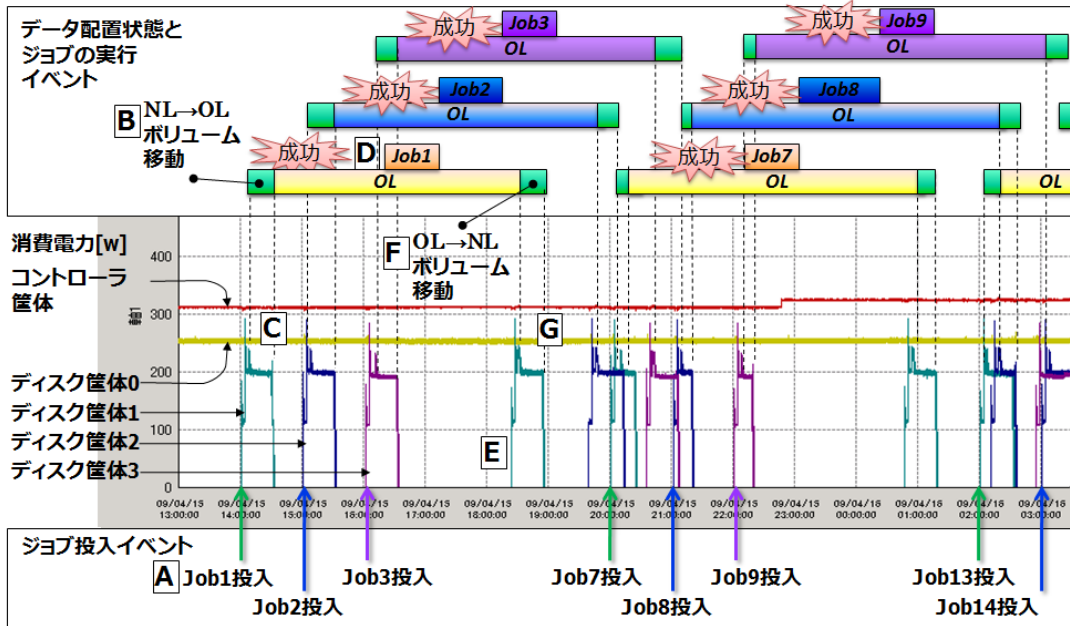 データ配置状態と
ジョブの実行
イベント
成功
Job3
OL
成功
Job9
OL
成功
Job2
OL
成功
Job8
OL
B NL→OL
ボリューム
移動
成功
D
Job1
OL
成功
Job7
OL
OL
F OL→NL
ボリューム
移動
消費電力[w]
コントローラ
筐体
ディスク筐体0
ディスク筐体1
ディスク筐体2
ディスク筐体3
軸1
400
300
200
100
0
C
G
E
09/04/15 09/04/15 09/04/15 09/04/15 09/04/15 09/04/15 09/04/15 09/04/15 09/04/15 09/04/15 09/04/15 09/04/16 09/04/16 09/04/16 09/04/16
13:00:00 14:00:00 15:00:00 16:00:00 17:00:00 18:00:00 19:00:00 20:00:00 21:00:00 22:00:00 23:00:00 00:00:00 01:00:00 02:00:00 03:00:00
ジョブ投入イベント
A Job1投入
Job2投入
Job3投入
Job7投入
Job8投入
Job9投入
Job13投入
Job14投入